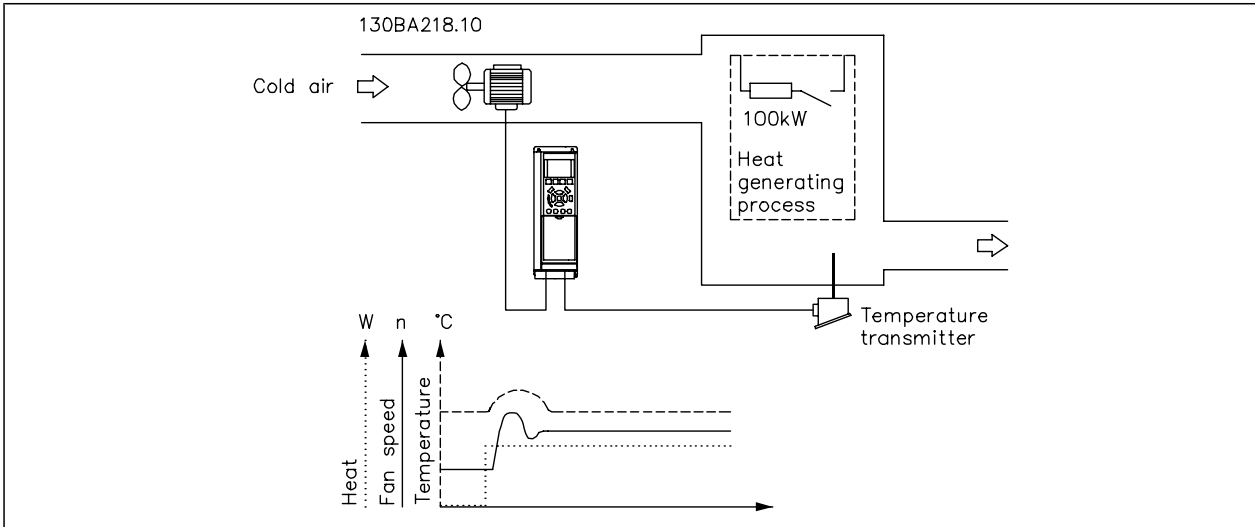 130BA218.10
Cold air
100kW
Heat
generating
process
Temperature
transmitter
W n °C
Heat
Fan speed
Temperature